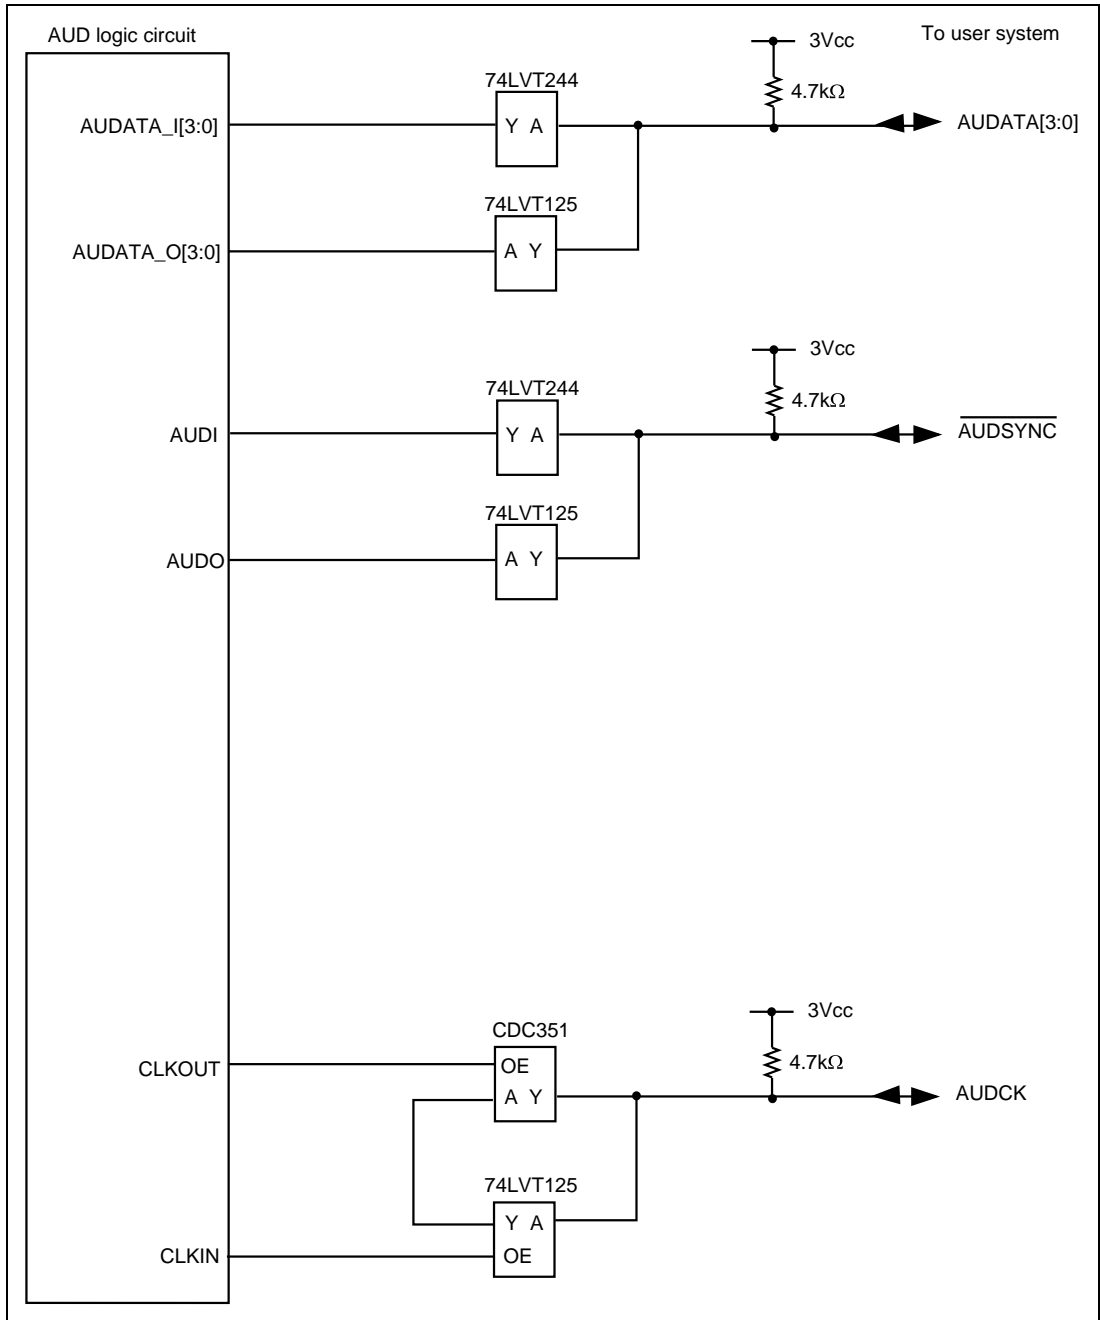 AUD logic circuit
3Vcc
To user system
74LVT244
4.7kΩ
AUDATA_I[3:0]
Y A
AUDATA[3:0]
74LVT125
AUDATA_O[3:0]
A Y
3Vcc
74LVT244
4.7kΩ
AUDI
Y A
AUDSYNC
74LVT125
AUDO
A Y
3Vcc
CDC351
CLKOUT
OE
4.7kΩ
A Y
AUDCK
74LVT125
Y A
CLKIN
OE